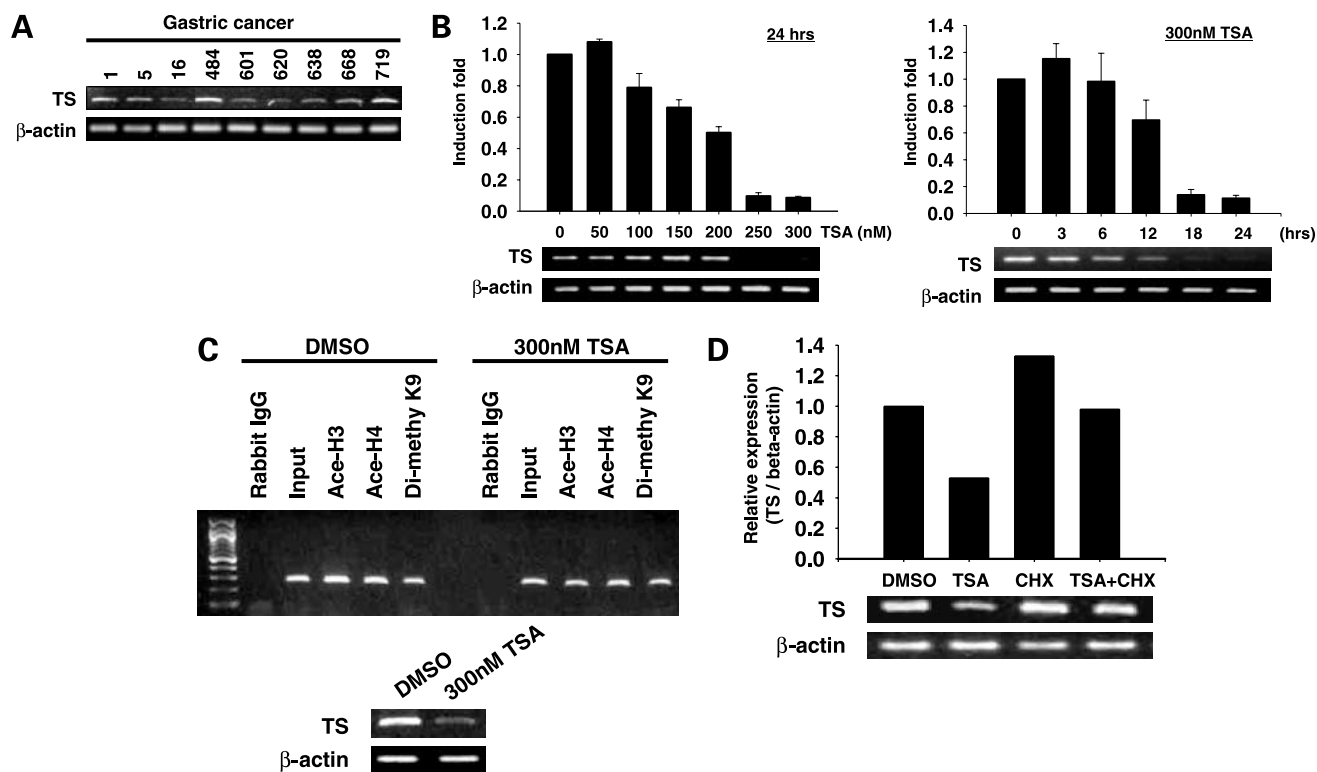 A
Gastric cancer
1 5 16 484 601 620 638 668 719
TS
β-actin
B
24 hrs
Induction fold
1.2
1.0
0.8
0.6
0.4
0.2
0.0
0 50 100 150 200 250 300 TSA (nM)
TS
β-actin
300nM TSA
Induction fold
1.4
1.2
1.0
0.8
0.6
0.4
0.2
0.0
0 3 6 12 18 24 (hrs)
TS
β-actin
C
DMSO 300nM TSA
Rabbit IgG
Input
Ace-H3
Ace-H4
Di-methy K9
Rabbit IgG
Input
Ace-H3
Ace-H4
Di-methy K9
DMSO
300nM TSA
TS
β-actin
D
Relative expression
(TS / beta-actin)
1.4
1.2
1.0
0.8
0.6
0.4
0.2
0.0
DMSO TSA CHX TSA+CHX
TS
β-actin